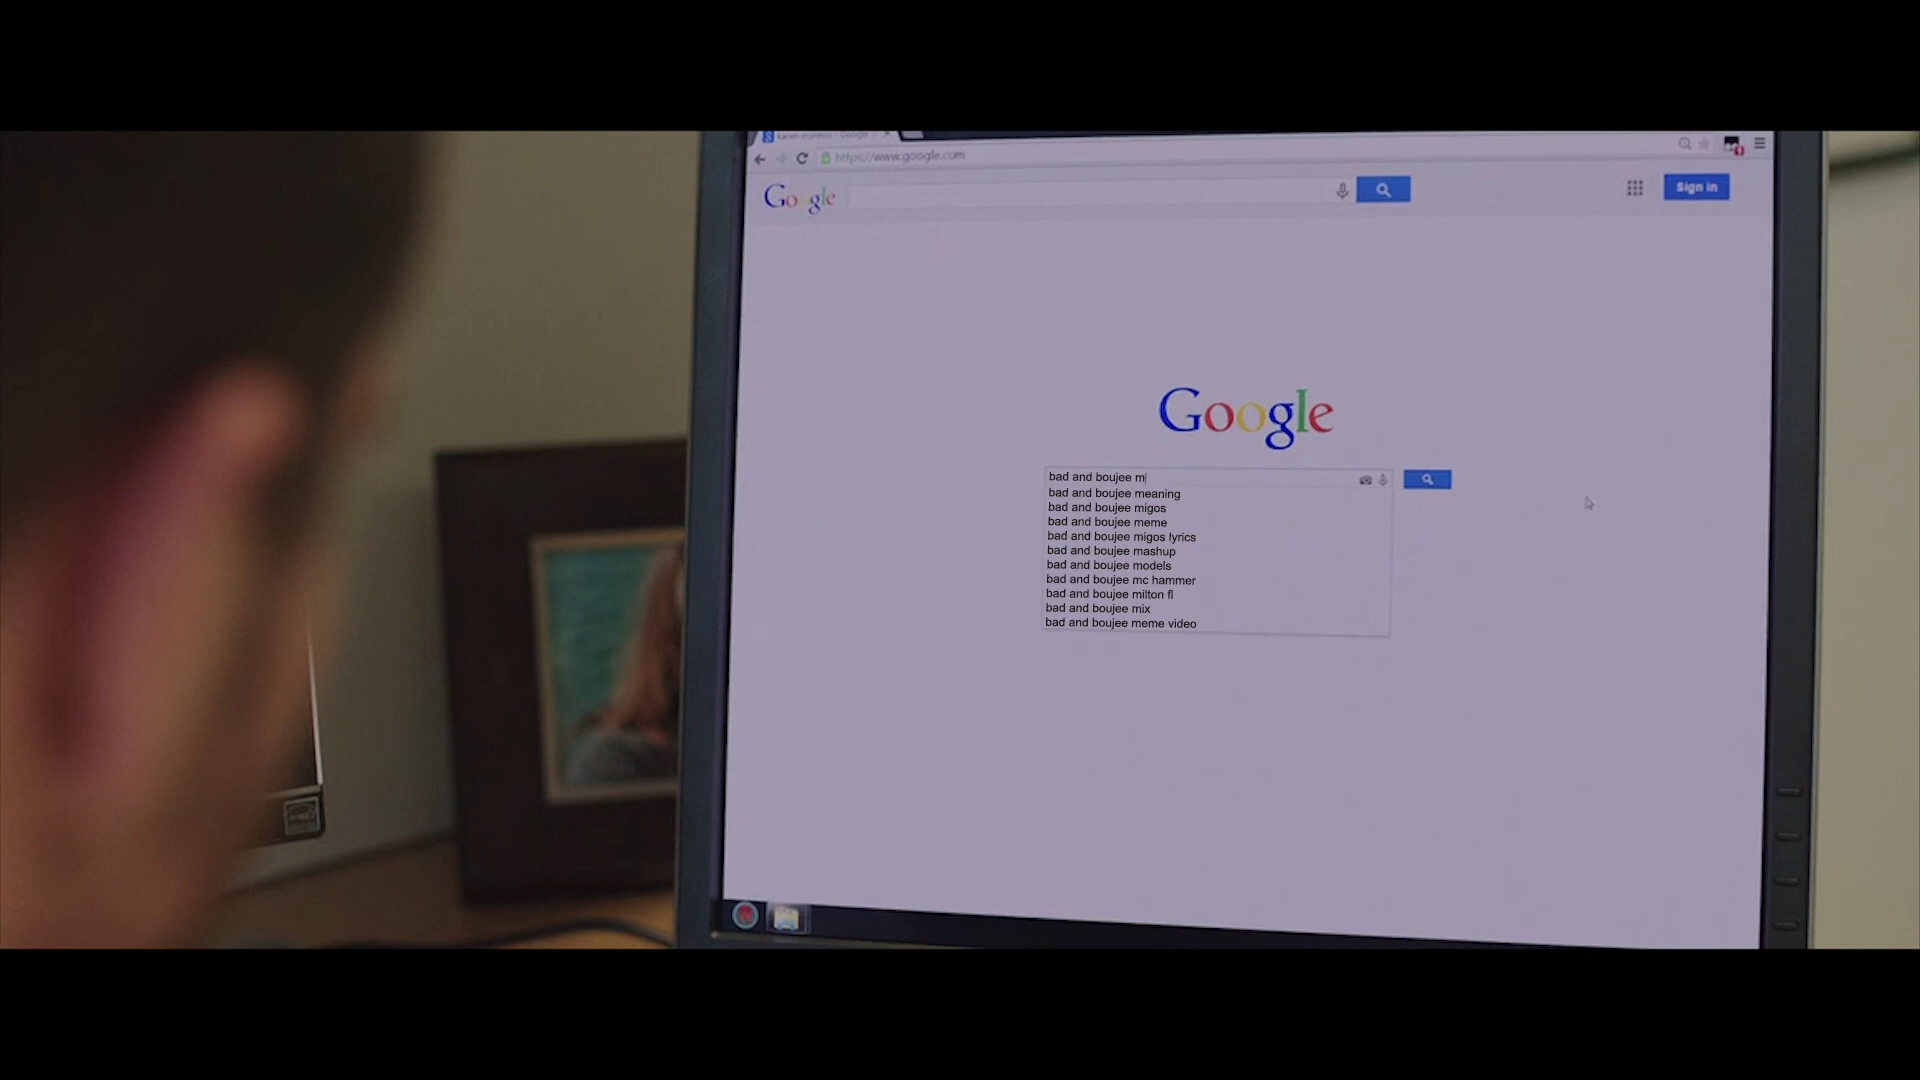 https://www.google.com
Google
Sign in
Google
bad and boujee m
bad and boujee meaning
bad and boujee migos
bad and boujee meme
bad and boujee migos lyrics
bad and boujee mashup
bad and boujee models
bad and boujee mc hammer
bad and boujee milton fl
bad and boujee mix
bad and boujee meme video